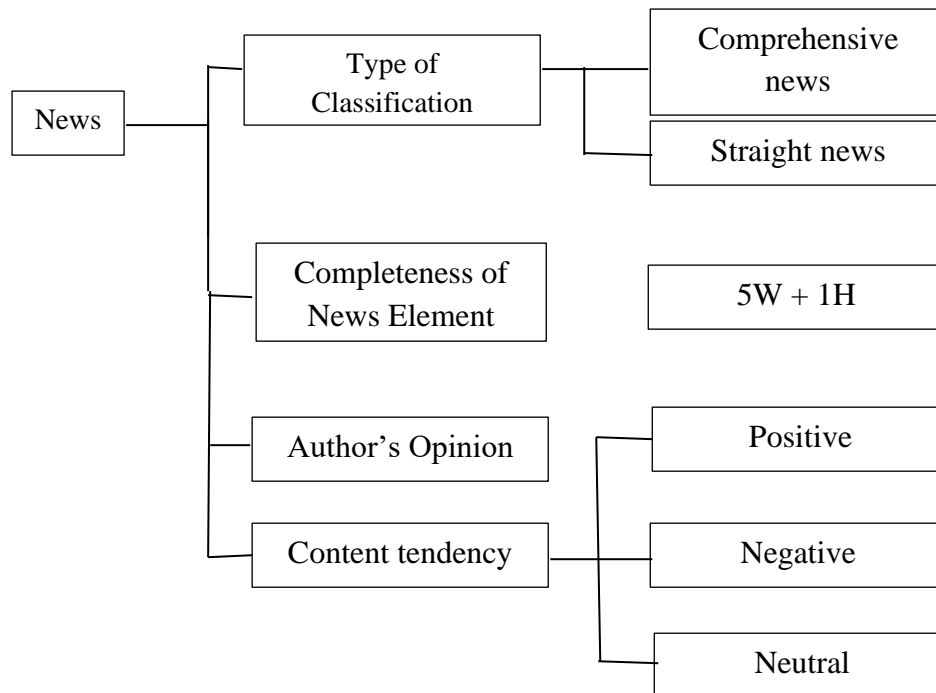 News
Type of
Classification
Comprehensive
news
Straight news
Completeness of
News Element
5W + 1H
Author’s Opinion
Positive
Content tendency
Negative
Neutral